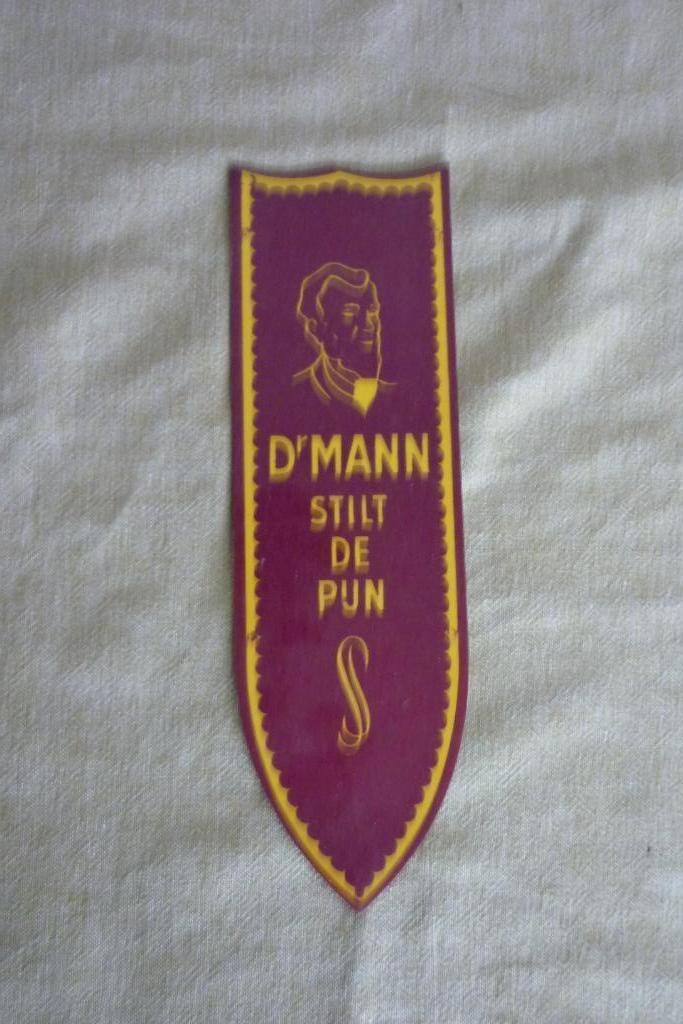 Dr MANN
STILT
DE
PIJN
S